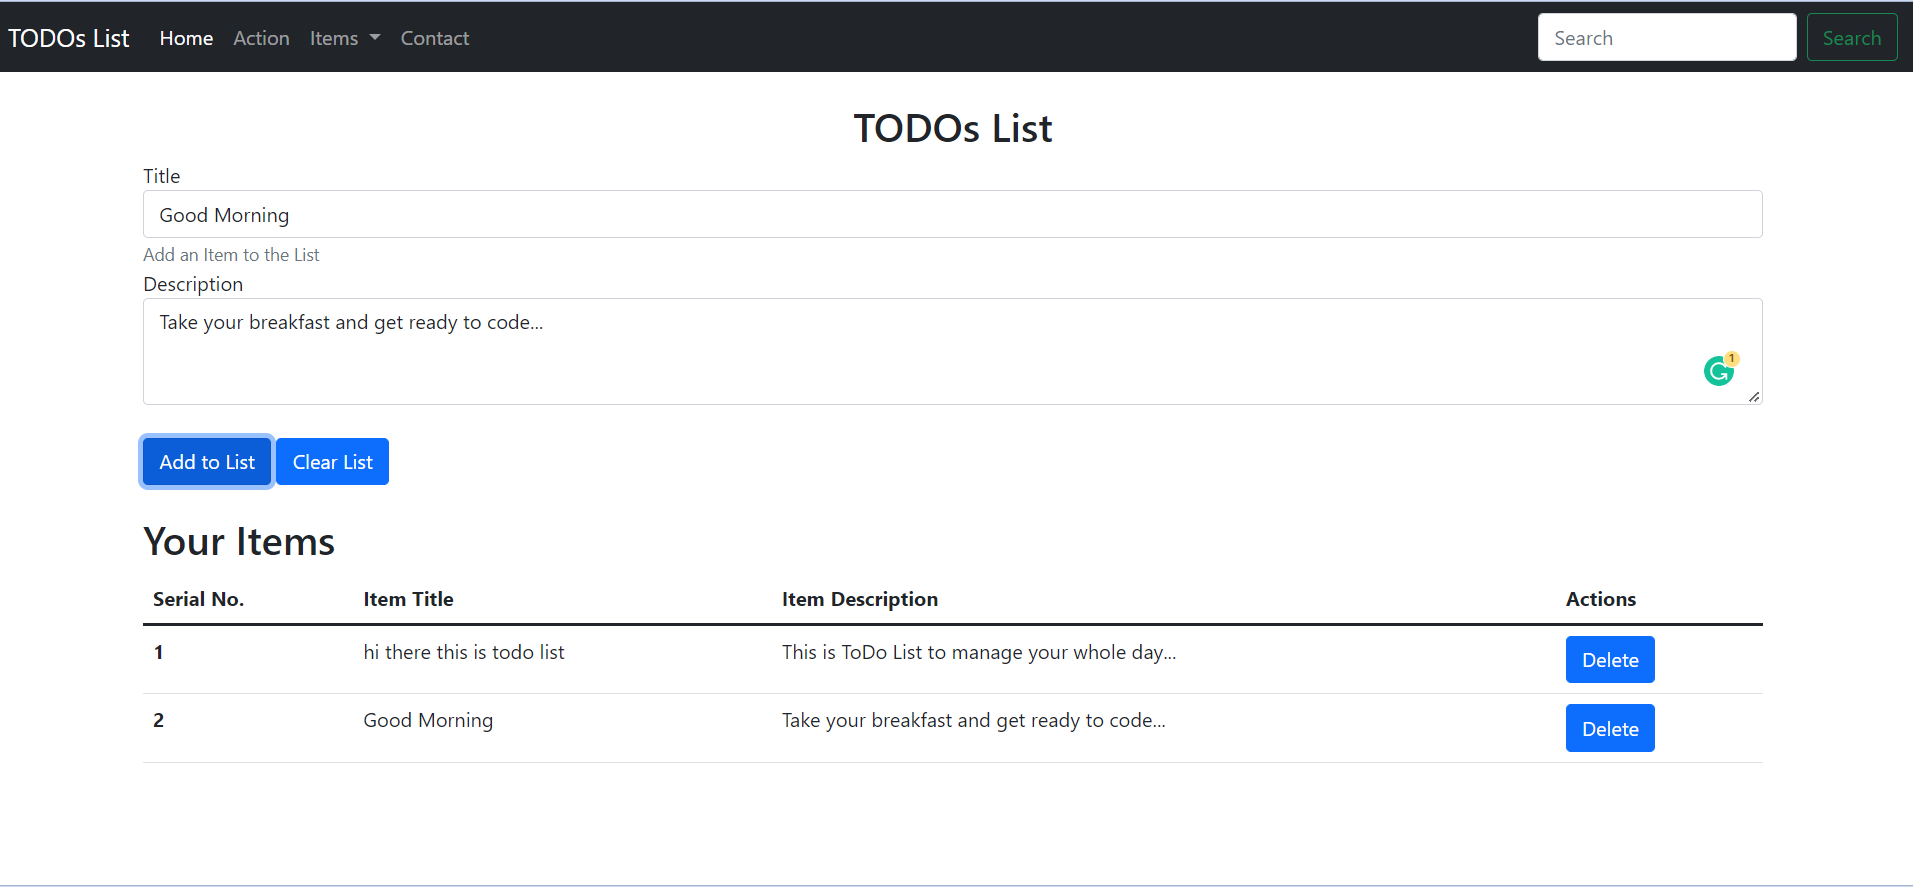 TODOs List Home Action Items Contact Search Search
TODOs List
Title
Good Morning
Add an Item to the List
Description
Take your breakfast and get ready to code...
1
Add to List Clear List
Your Items
Serial No. Item Title Item Description Actions
1 hi there this is todo list This is ToDo List to manage your whole day... Delete
2 Good Morning Take your breakfast and get ready to code... Delete